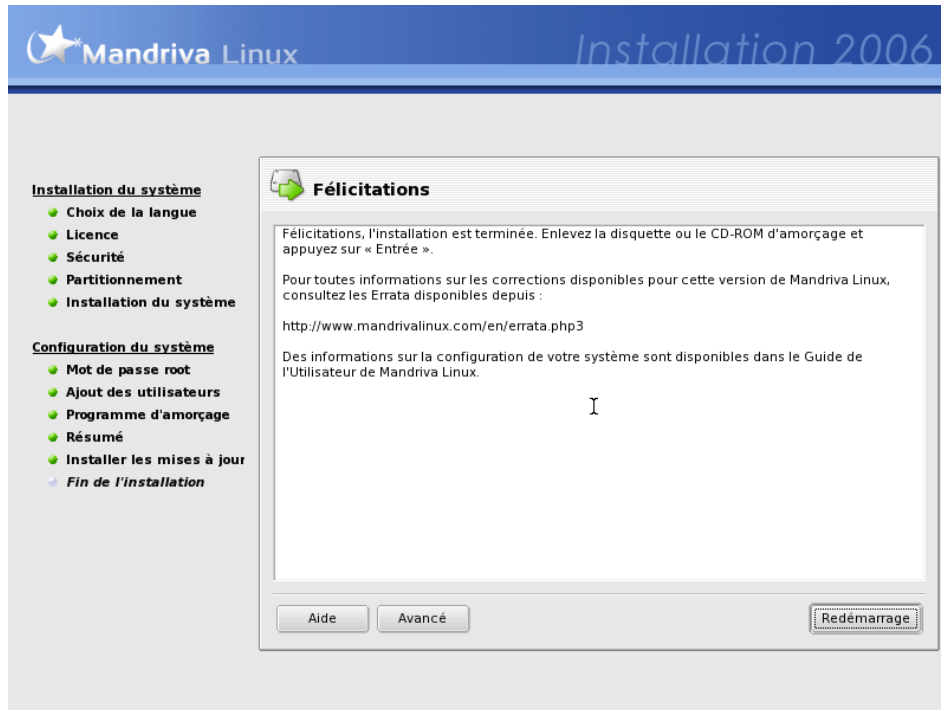 Mandriva Linux
Installation 2006
Installation du système
Choix de la langue
Licence
Sécurité
Partitionnement
Installation du système
Configuration du système
Mot de passe root
Ajout des utilisateurs
Programme d'amorçage
Résumé
Installer les mises à jour
Fin de l'installation
Félicitations
Félicitations, l'installation est terminée. Enlevez la disquette ou le CD-ROM d'amorçage et
appuyez sur « Entrée ».
Pour toutes informations sur les corrections disponibles pour cette version de Mandriva Linux,
consultez les Errata disponibles depuis :
http://www.mandrivalinux.com/en/errata.php3
Des informations sur la configuration de votre système sont disponibles dans le Guide de
l'Utilisateur de Mandriva Linux.
Aide
Avancé
Redémarrage